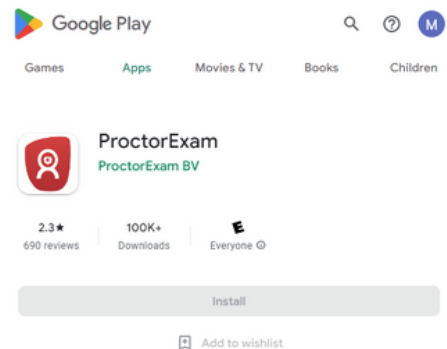 Google Play
M
Games Apps Movies & TV Books Children
ProctorExam
ProctorExam BV
2.3★ 100K+ E
690 reviews Downloads Everyone
Install
Add to wishlist